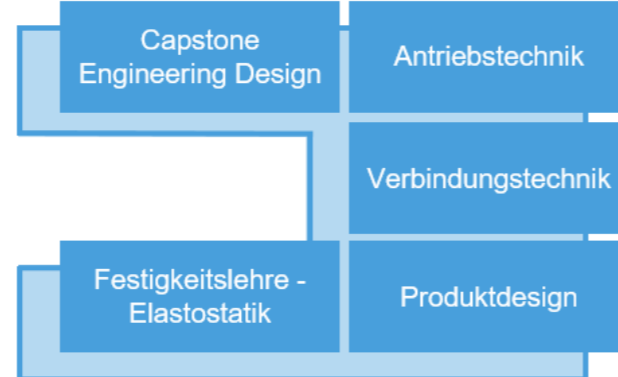 Capstone
Engineering Design
Antriebstechnik
Verbindungstechnik
Festigkeitslehre -
Elastostatik
Produktdesign